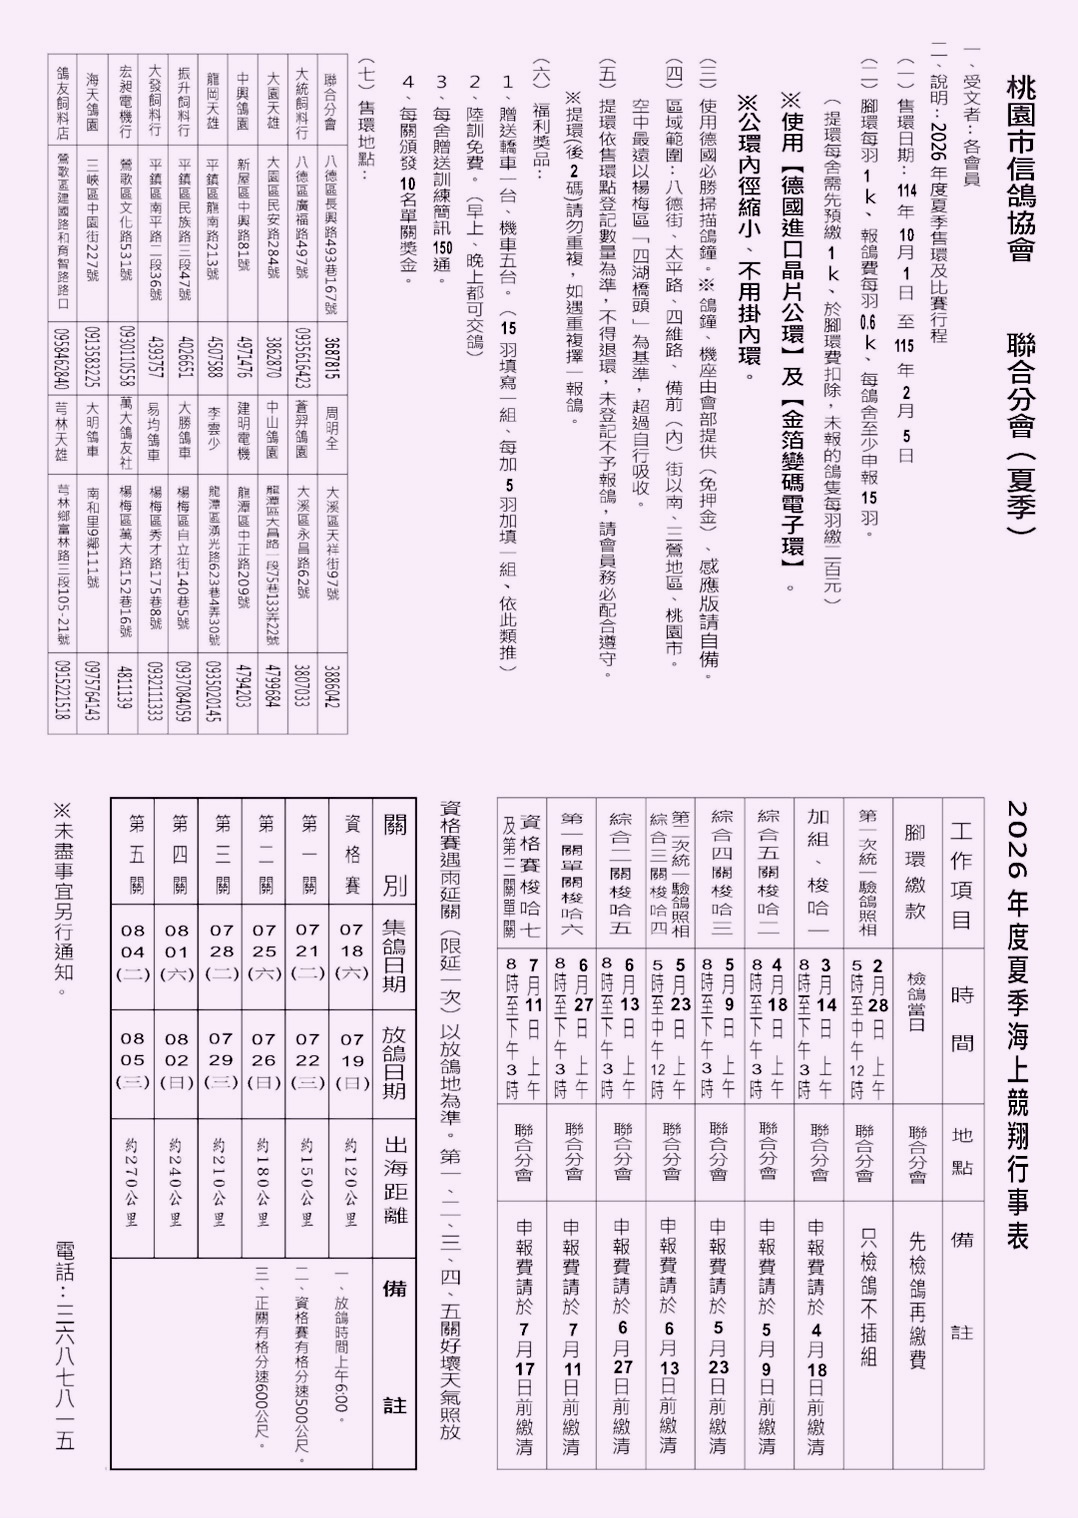 桃園市信鴿協會　聯合分會（夏季）
一、受文者：各會員
二、說明：2026 年度夏季售環及比賽行程
（一）售環日期：114 年 10 月 1 日 至 115 年 2 月 5 日
（二）腳環每羽 1 k、報鴿費每羽 0.6 k、每鴿舍至少申報 15 羽。
（提環每舍需先預繳 1 k、於腳環費扣除，未報的鴿隻每羽繳二百元）
※使用【德國進口晶片公環】及【金箔變碼電子環】。
※公環內徑縮小、不用掛內環。
（三）使用德國必勝掃描鴿鐘。※ 鴿鐘、機座由會部提供（免押金）、感應版請自備。
（四）區域範圍：八德街、太平路、四維路、備前（內）街以南、三鶯地區、桃園市。
空中最遠以楊梅區「四湖橋頭」為基準，超過自行吸收。
（五）提環依售環點登記數量為準，不得退環，未登記不予報鴿，請會員務必配合遵守。
※提環(後 2 碼)請勿重複，如遇重複擇一報鴿。
（六）福利獎品：
1、贈送轎車一台、機車五台。（15 羽填寫一組、每加 5 羽加填一組、依此類推）
2、陸訓免費。（早上、晚上都可交鴿）
3、每舍贈送訓練簡訊 150 通。
4、每關頒發 10 名單關獎金。
（七）售環地點：
聯合分會　八德區長興路493巷167號　3687815　周明全　大溪區天祥街97號　3886042
大統飼料行　八德區廣福路497號　0935616423　蒼羿鴿園　大溪區永昌路62號　3807033
大園天雄　大園區民安路284號　3862870　中山鴿園　龍潭區大昌路一段75巷133弄22號　4799684
中興鴿園　新屋區中興路81號　4971476　建明電機　龍潭區中正路209號　4794203
龍岡天雄　平鎮區龍南路213號　4507588　李雲少　龍潭區湧光路623巷4弄30號　0935020145
振升飼料行　平鎮區民族路三段47號　4026651　大勝鴿車　楊梅區自立街140巷5號　0937084059
大發飼料行　平鎮區南平路二段36號　4393757　易均鴿車　楊梅區秀才路175巷8號　0932111333
宏昶電機行　鶯歌區文化路531號　0930110558　萬大鴿友社　楊梅區萬大路152巷16號　4811139
海天鴿園　三峽區中園街227號　0913583225　大明鴿車　南和里9鄰111號　0975764143
鴿友飼料店　鶯歌區建國路和育智路路口　0958462840　芎林天雄　芎林鄉富林路三段105-21號　0915221518
2026 年度夏季海上競翔行事表
工作項目　時間　地點　備註
腳環繳款　檢鴿當日　聯合分會　先檢鴿再繳費
第一次統一驗鴿照相　2月28日　上午5時至中午12時　聯合分會　只檢鴿不插組
加組、梭哈一　3月14日　上午8時至下午3時　聯合分會　申報費請於4月18日前繳清
綜合五關梭哈二　4月18日　上午8時至下午3時　聯合分會　申報費請於5月9日前繳清
綜合四關梭哈三　5月9日　上午8時至下午3時　聯合分會　申報費請於5月23日前繳清
第二次統一驗鴿照相綜合三關梭哈四　5月23日　上午5時至中午12時　聯合分會　申報費請於6月13日前繳清
綜合二關梭哈五　6月13日　上午8時至下午3時　聯合分會　申報費請於6月27日前繳清
第一關單關梭哈六　6月27日　上午8時至下午3時　聯合分會　申報費請於7月11日前繳清
資格賽梭哈七及第三關單關　7月11日　上午8時至下午3時　聯合分會　申報費請於7月17日前繳清
資格賽遇雨延關（限延一次）以放鴿地為準。第一、二、三、四、五關好壞天氣照放
關別　集鴿日期　放鴿日期　出海距離　備註
資格賽　07 18（六）　07 19（日）　約120公里　一、放鴿時間上午6:00。
第一關　07 21（二）　07 22（三）　約150公里　二、資格賽有格分速500公尺。
第二關　07 25（六）　07 26（日）　約180公里　三、正關有格分速600公尺。
第三關　07 28（二）　07 29（三）　約210公里
第四關　08 01（六）　08 02（日）　約240公里
第五關　08 04（二）　08 05（三）　約270公里
※未盡事宜另行通知。　電話：三六八七八一五